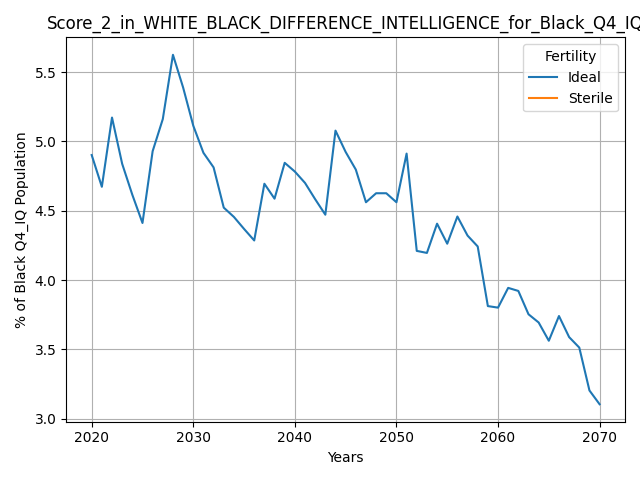 Score_2_in_WHITE_BLACK_DIFFERENCE_INTELLIGENCE_for_Black_Q4_IQ
Fertility
Ideal
Sterile
% of Black Q4_IQ Population
5.5
5.0
4.5
4.0
3.5
3.0
2020 2030 2040 2050 2060 2070
Years